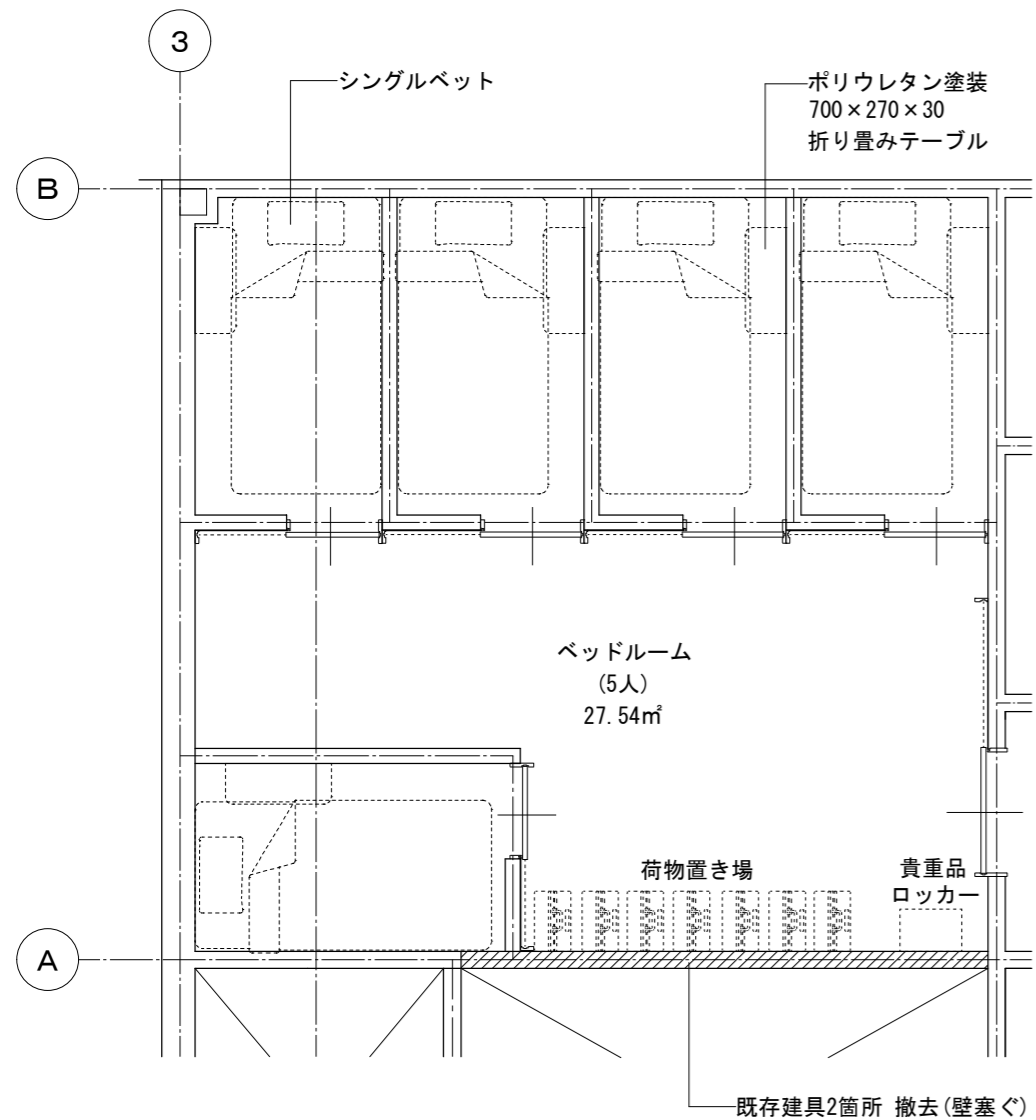 3
シングルベット
ポリウレタン塗装
700×270×30
折り畳みテーブル
B
ベッドルーム
(5人)
27.54㎡
荷物置き場
貴重品
ロッカー
A
既存建具2箇所 撤去(壁塞ぐ)